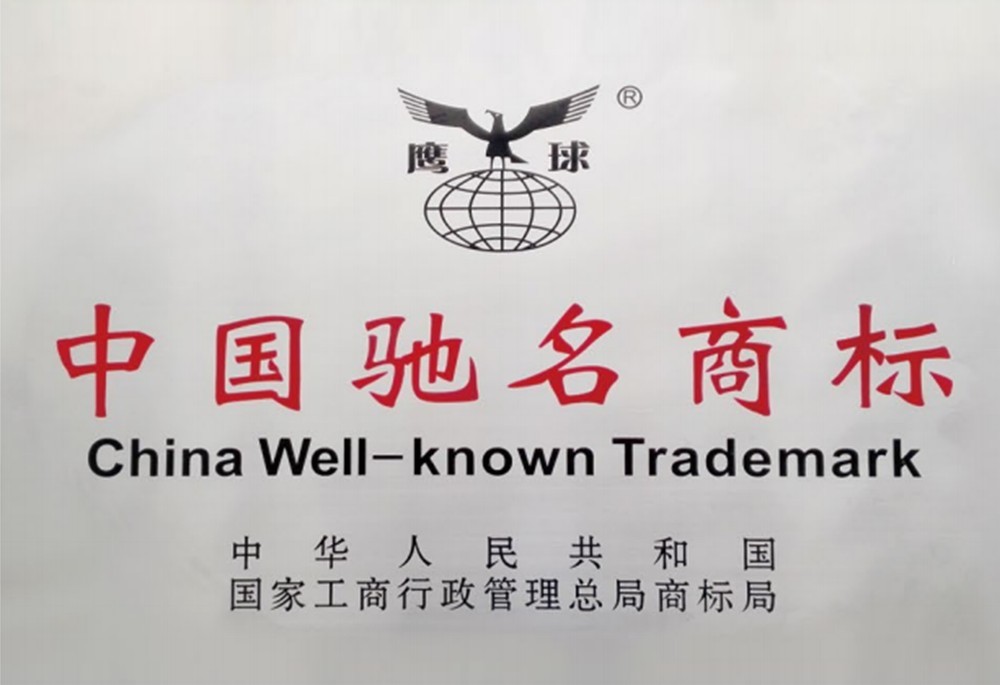 鹰球®
中国驰名商标
China Well-known Trademark
中华人民共和国
国家工商行政管理总局商标局